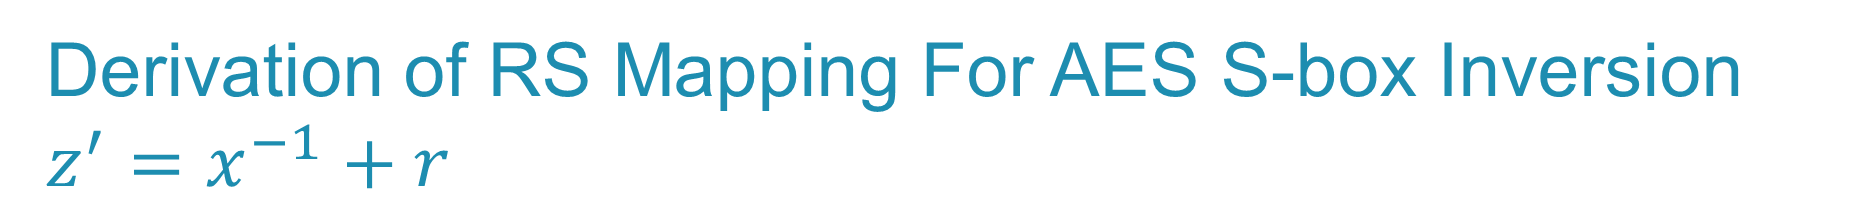 Derivation of RS Mapping For AES S-box Inversion
𝑧′ = 𝑥⁻¹ + 𝑟